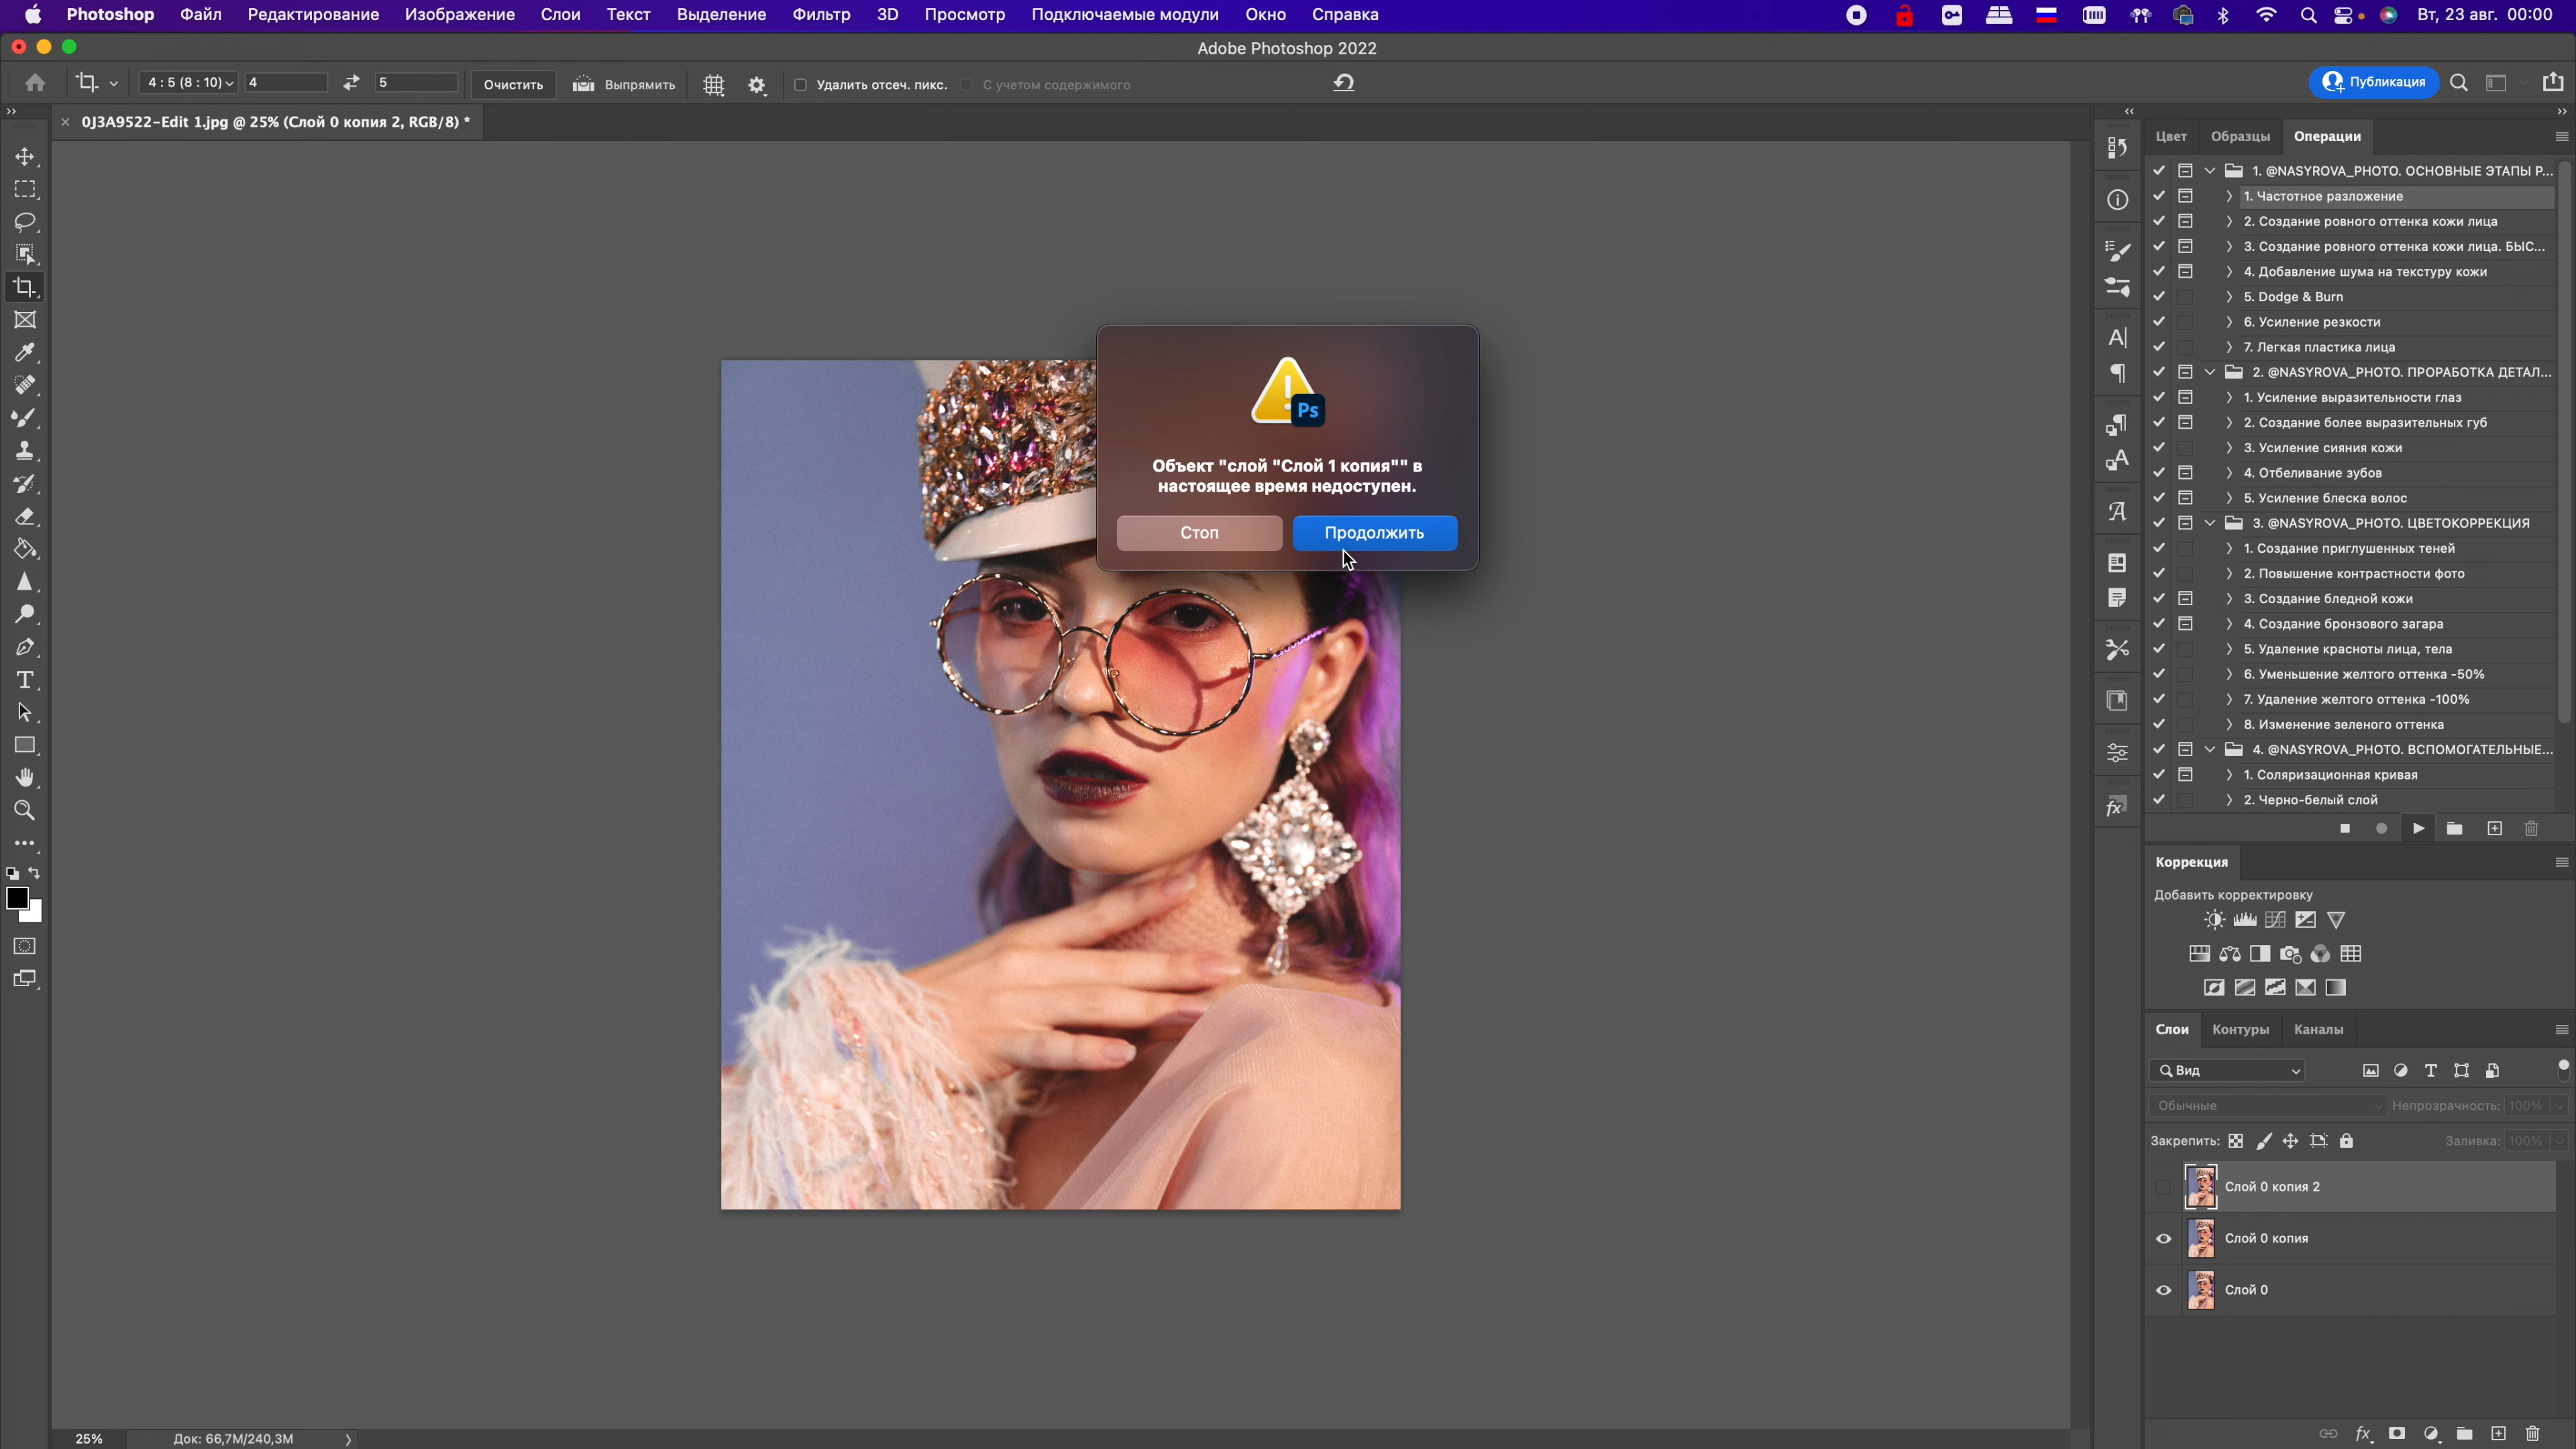 Photoshop Файл Редактирование Изображение Слои Текст Выделение Фильтр 3D Просмотр Подключаемые модули Окно Справка Вт, 23 авг. 00:00
Adobe Photoshop 2022
4 : 5 (8 : 10) 4 5 Очистить Выпрямить Удалить отсеч. пикс. С учетом содержимого Публикация
0J3A9522-Edit 1.jpg @ 25% (Слой 0 копия 2, RGB/8) *
Цвет Образцы Операции
1. @NASYROVA_PHOTO. ОСНОВНЫЕ ЭТАПЫ Р...
1. Частотное разложение
2. Создание ровного оттенка кожи лица
3. Создание ровного оттенка кожи лица. БЫС...
4. Добавление шума на текстуру кожи
5. Dodge & Burn
6. Усиление резкости
7. Легкая пластика лица
2. @NASYROVA_PHOTO. ПРОРАБОТКА ДЕТАЛ...
1. Усиление выразительности глаз
2. Создание более выразительных губ
3. Усиление сияния кожи
4. Отбеливание зубов
5. Усиление блеска волос
3. @NASYROVA_PHOTO. ЦВЕТОКОРРЕКЦИЯ
1. Создание приглушенных теней
2. Повышение контрастности фото
3. Создание бледной кожи
4. Создание бронзового загара
5. Удаление красноты лица, тела
6. Уменьшение желтого оттенка -50%
7. Удаление желтого оттенка -100%
8. Изменение зеленого оттенка
4. @NASYROVA_PHOTO. ВСПОМОГАТЕЛЬНЫЕ...
1. Соляризационная кривая
2. Черно-белый слой
Ps
Объект "слой "Слой 1 копия"" в
настоящее время недоступен.
Стоп Продолжить
Коррекция
Добавить корректировку
Слои Контуры Каналы
Вид
Обычные Непрозрачность: 100%
Закрепить: Заливка: 100%
Слой 0 копия 2
Слой 0 копия
Слой 0
25% Док: 66,7M/240,3M